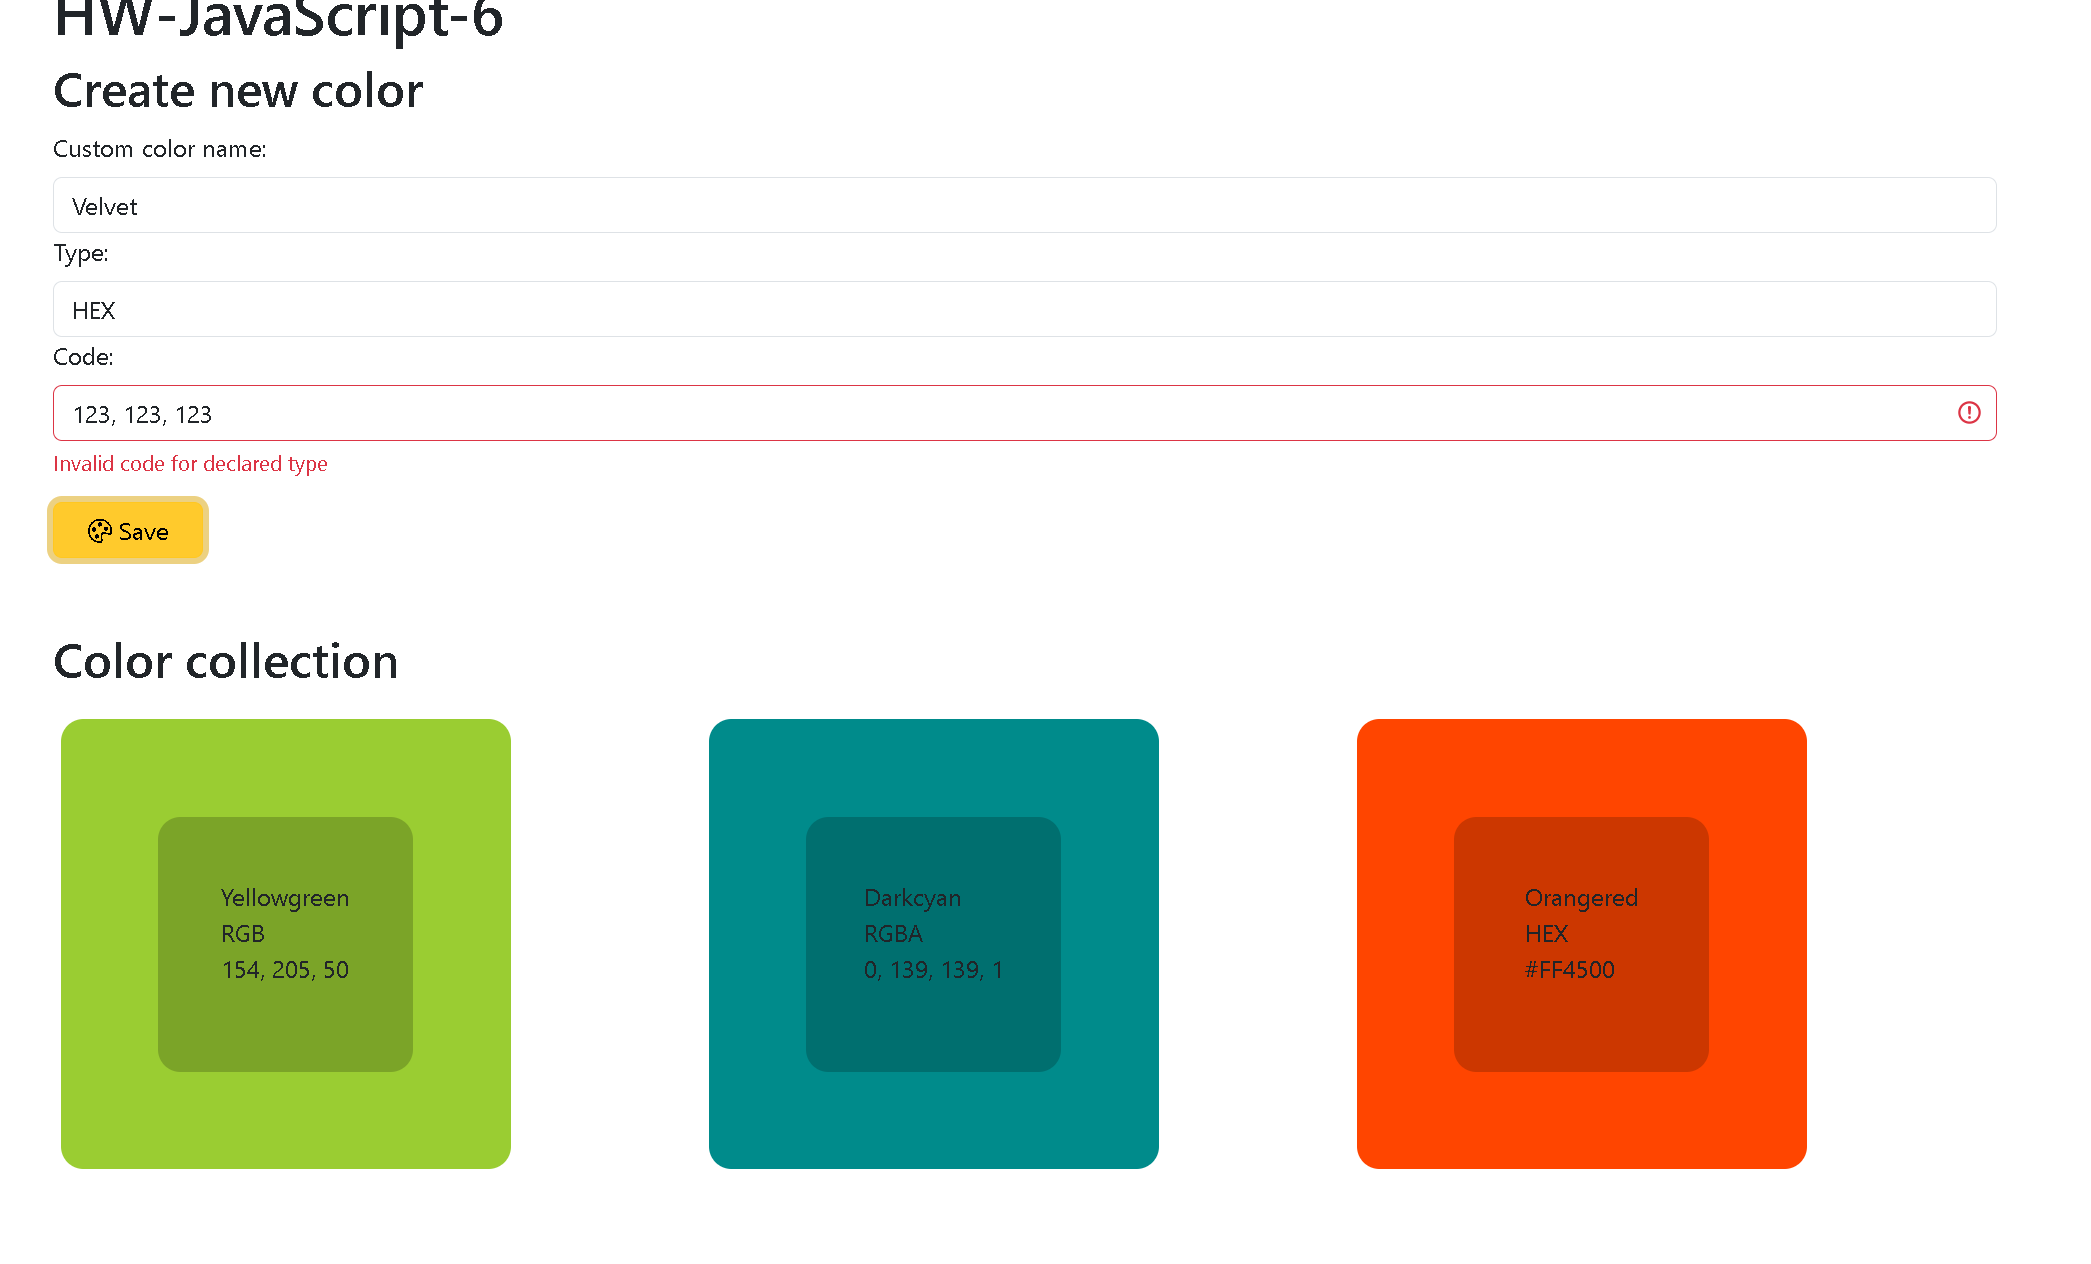 HW-JavaScript-6
Create new color
Custom color name:
Velvet
Type:
HEX
Code:
123, 123, 123
Invalid code for declared type
Save
Color collection
Yellowgreen
RGB
154, 205, 50
Darkcyan
RGBA
0, 139, 139, 1
Orangered
HEX
#FF4500